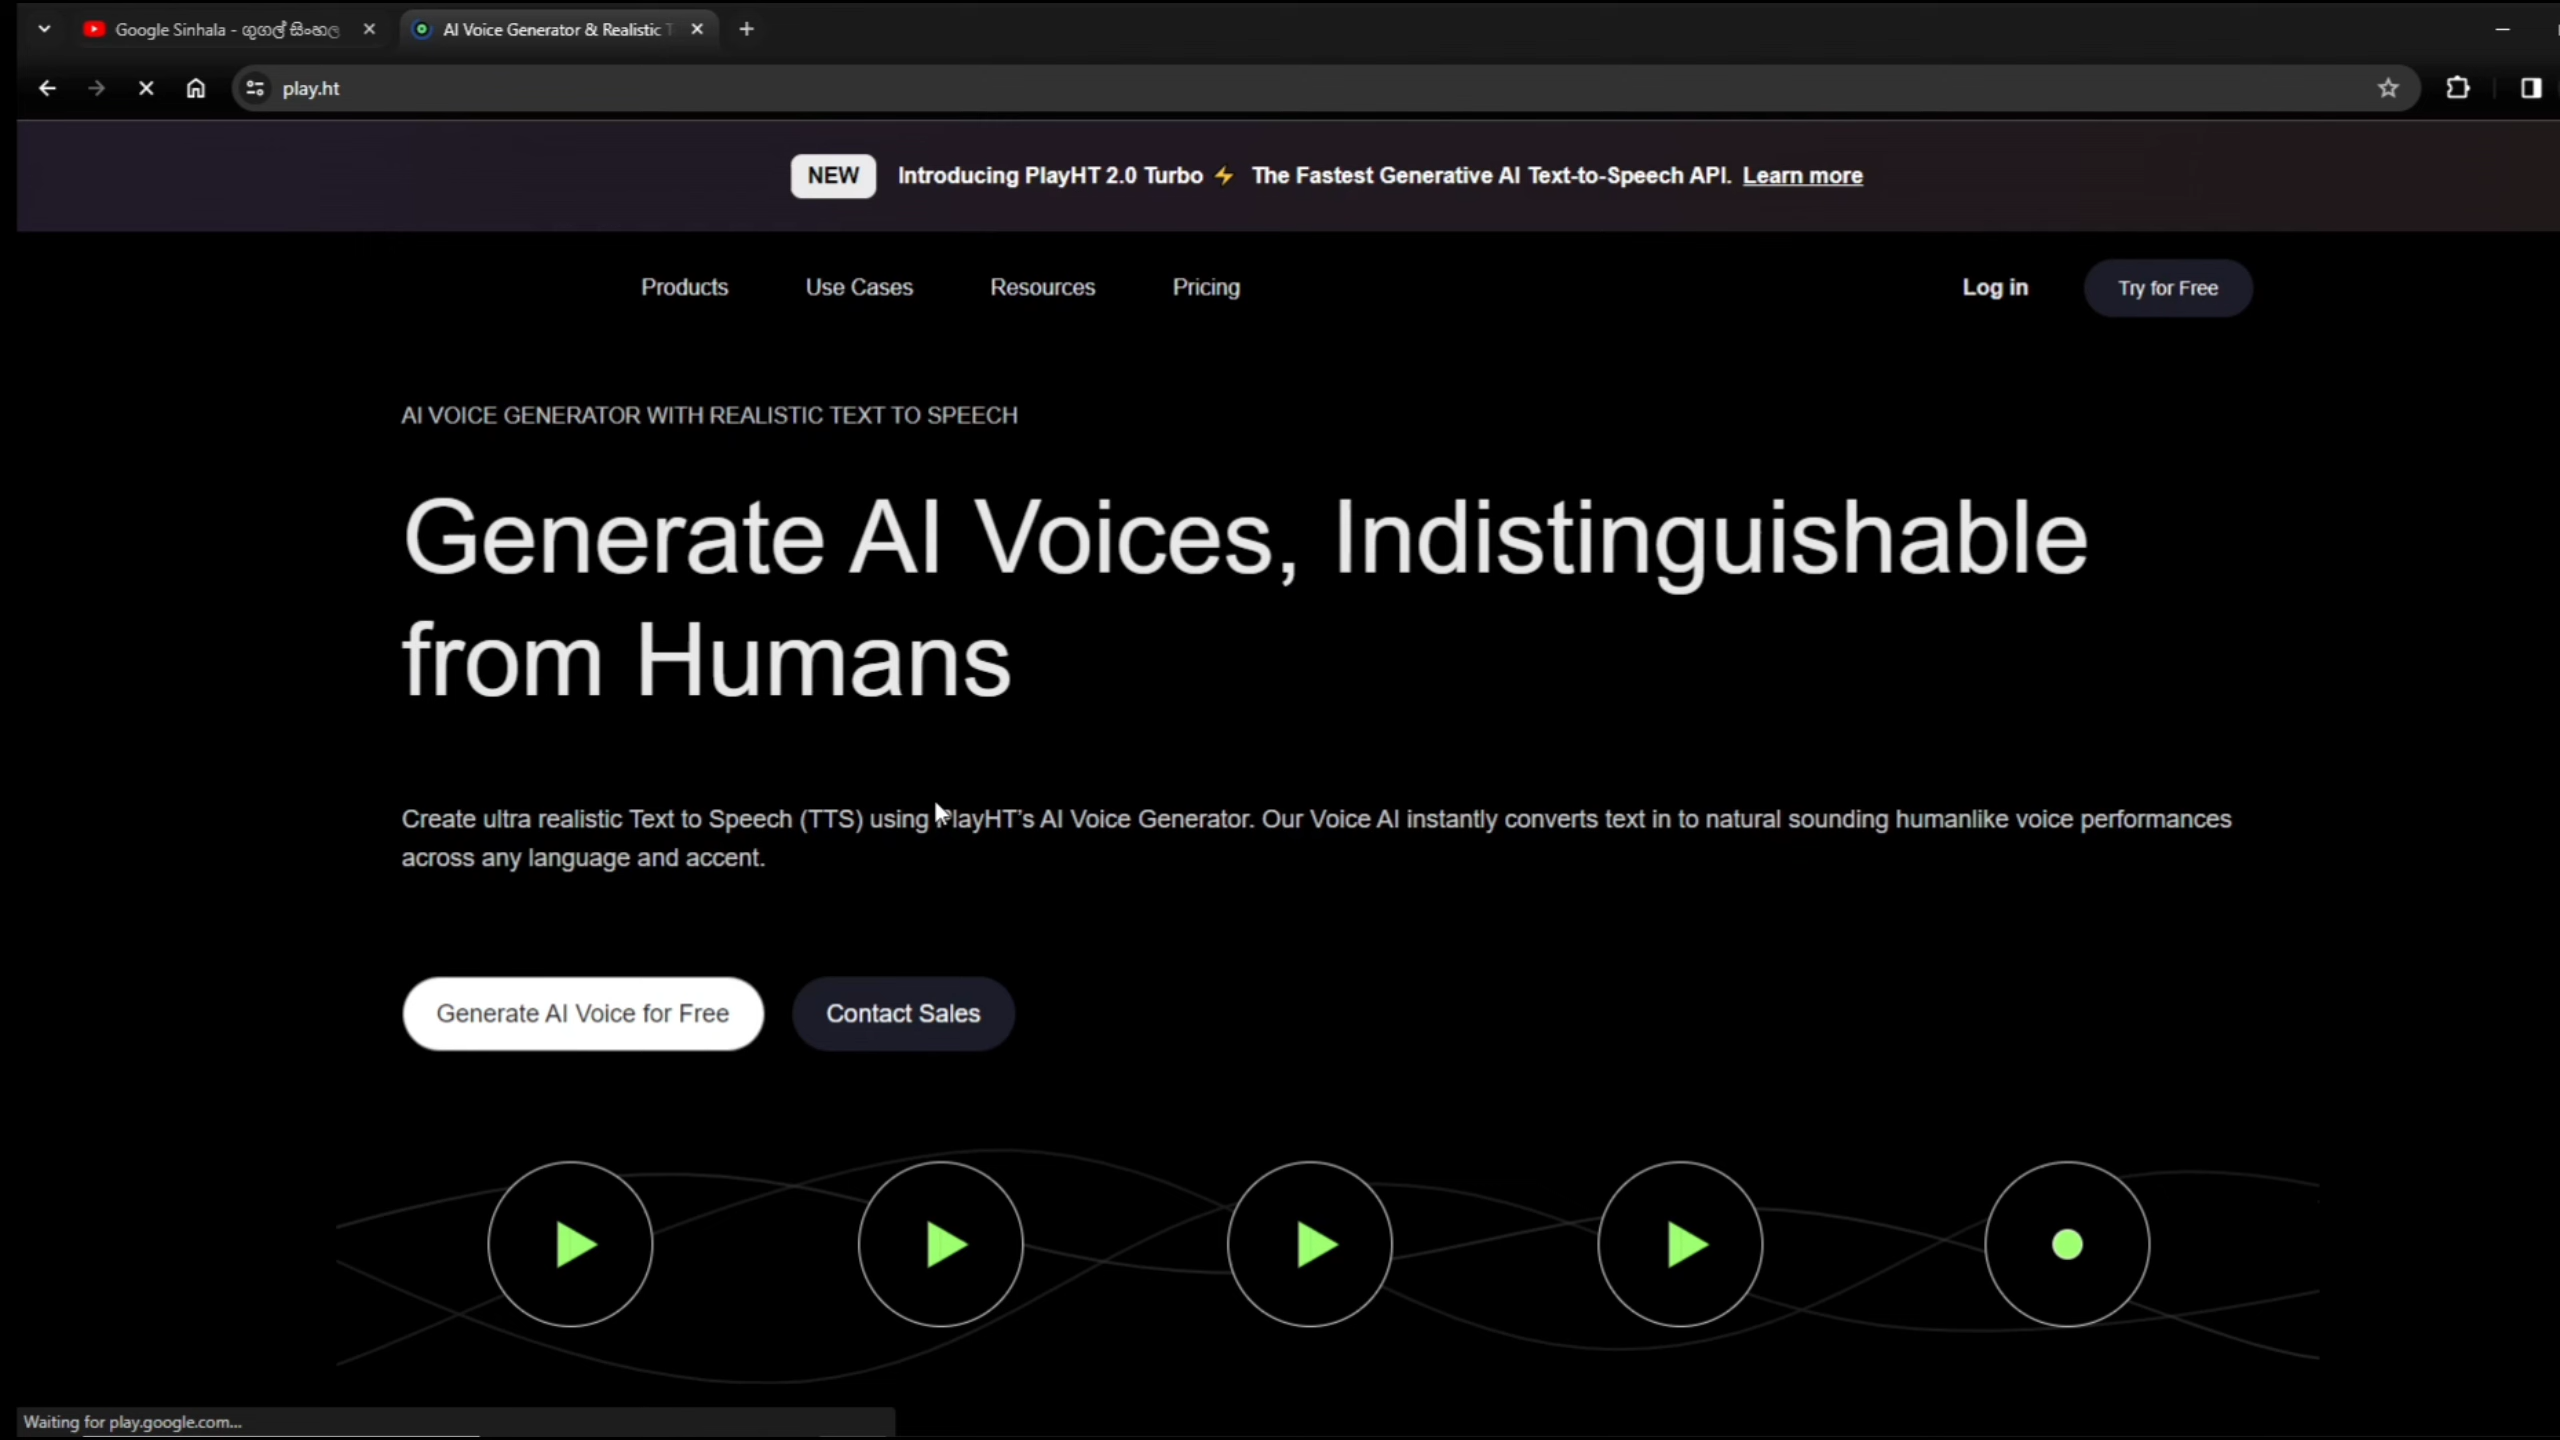 Google Sinhala - ගූගල් සිංහල
AI Voice Generator & Realistic T
play.ht
NEW Introducing PlayHT 2.0 Turbo ⚡ The Fastest Generative AI Text-to-Speech API. Learn more
Products Use Cases Resources Pricing Log in Try for Free
AI VOICE GENERATOR WITH REALISTIC TEXT TO SPEECH
Generate AI Voices, Indistinguishable
from Humans
Create ultra realistic Text to Speech (TTS) using PlayHT's AI Voice Generator. Our Voice AI instantly converts text in to natural sounding humanlike voice performances
across any language and accent.
Generate AI Voice for Free Contact Sales
Waiting for play.google.com...